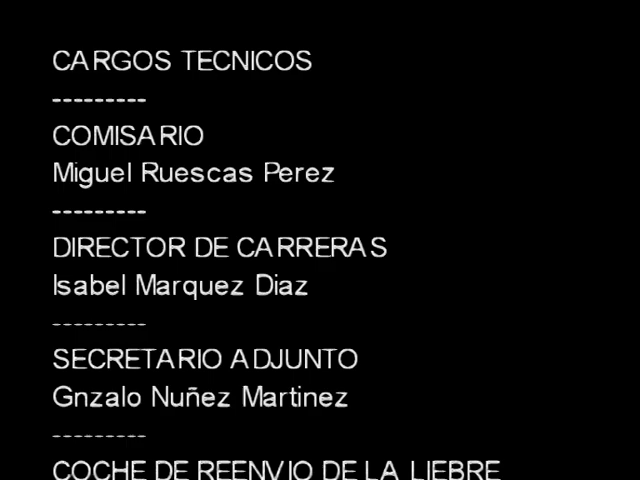 CARGOS TECNICOS
---------
COMISARIO
Miguel Ruescas Perez
---------
DIRECTOR DE CARRERAS
Isabel Marquez Diaz
---------
SECRETARIO ADJUNTO
Gnzalo Nuñez Martinez
---------
COCHE DE REENVIO DE LA LIEBRE